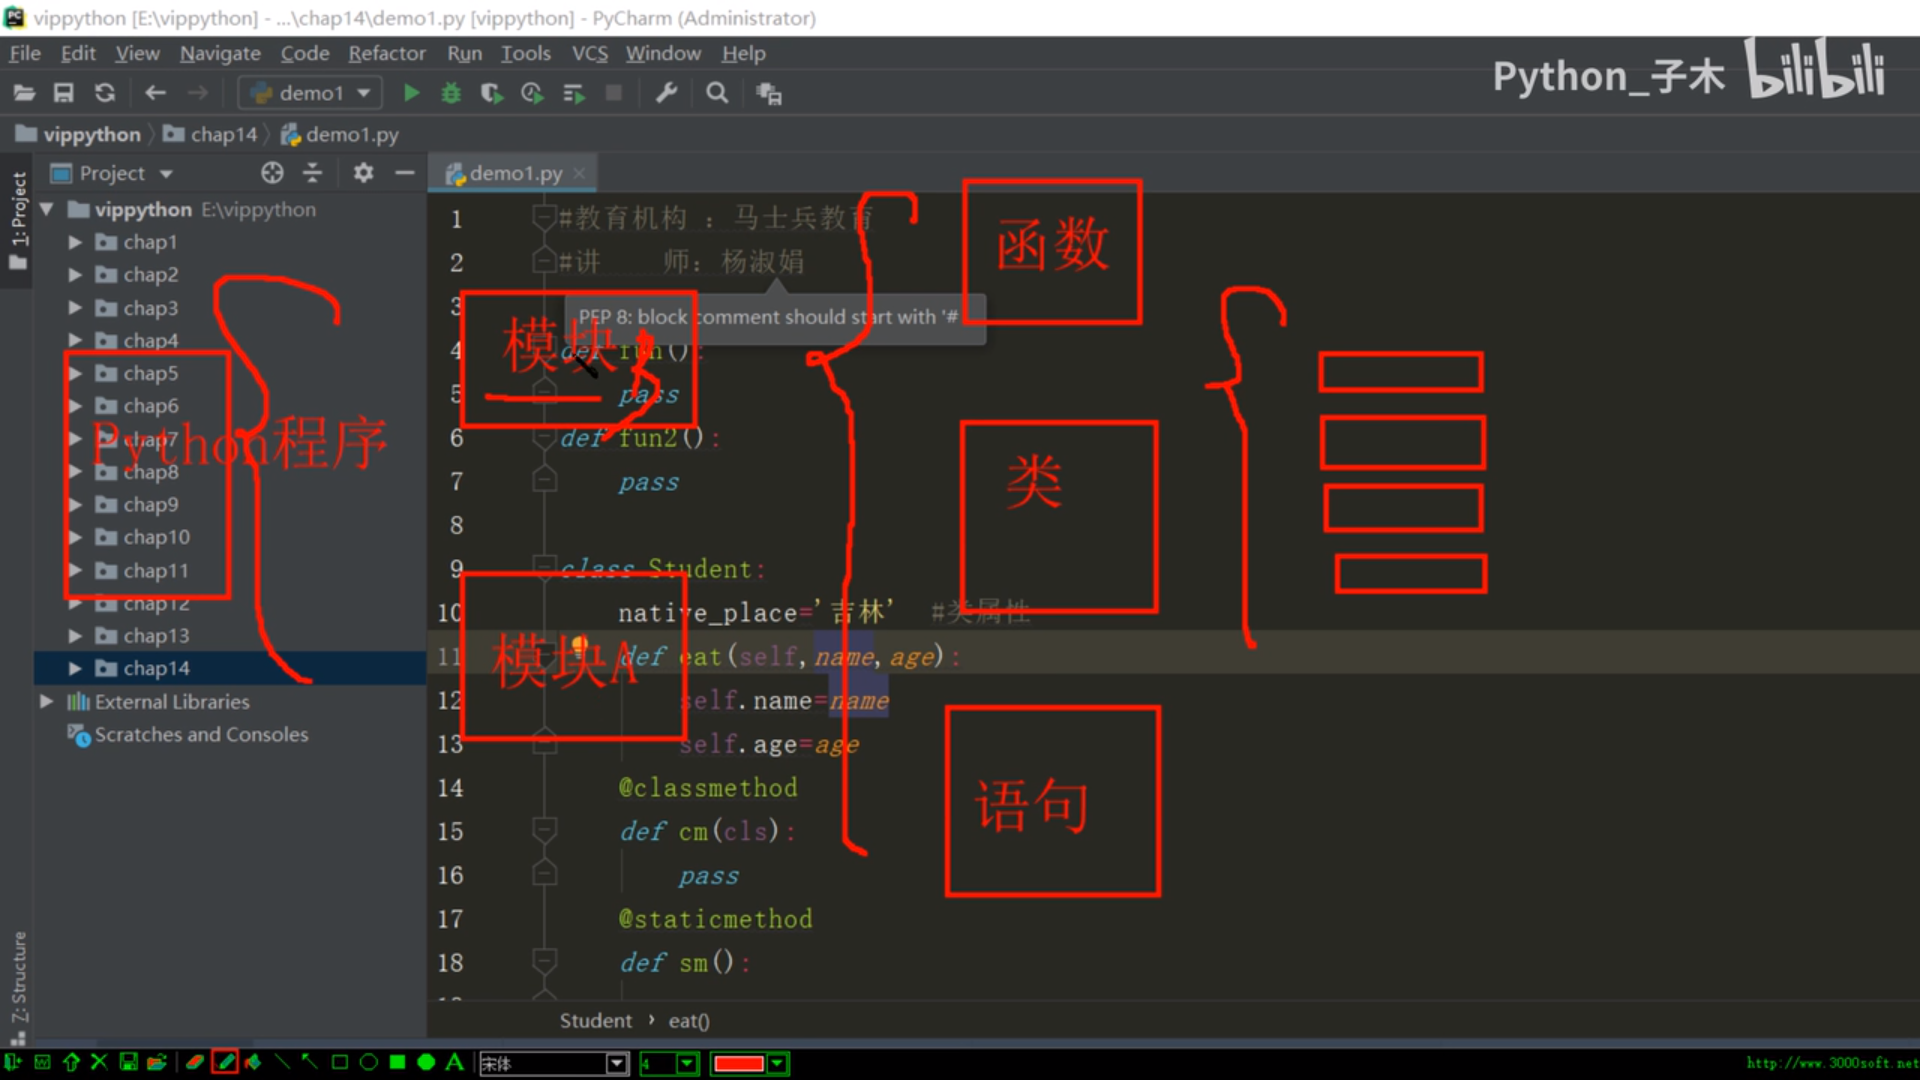 vippython [E:\vippython] - ...\chap14\demo1.py [vippython] - PyCharm (Administrator)
File Edit View Navigate Code Refactor Run Tools VCS Window Help
Python_子木 bilibili
demo1
vippython chap14 demo1.py
1: Project
Project
demo1.py
vippython E:\vippython
chap1
chap2
chap3
chap4
chap5
chap6
chap7
chap8
chap9
chap10
chap11
chap12
chap13
chap14
External Libraries
Scratches and Consoles
Python程序
1 #教育机构 : 马士兵教育
2 #讲 师: 杨淑娟
3
PEP 8: block comment should start with '#
4 def fun():
5 pass
6 def fun2():
7 pass
8
9 class Student:
10 native_place='吉林' #类属性
11 def eat(self,name,age):
12 self.name=name
13 self.age=age
14 @classmethod
15 def cm(cls):
16 pass
17 @staticmethod
18 def sm():
模块
模块A
函数
类
语句
Student › eat()
Z: Structure
宋体
4
http://www.3000soft.net